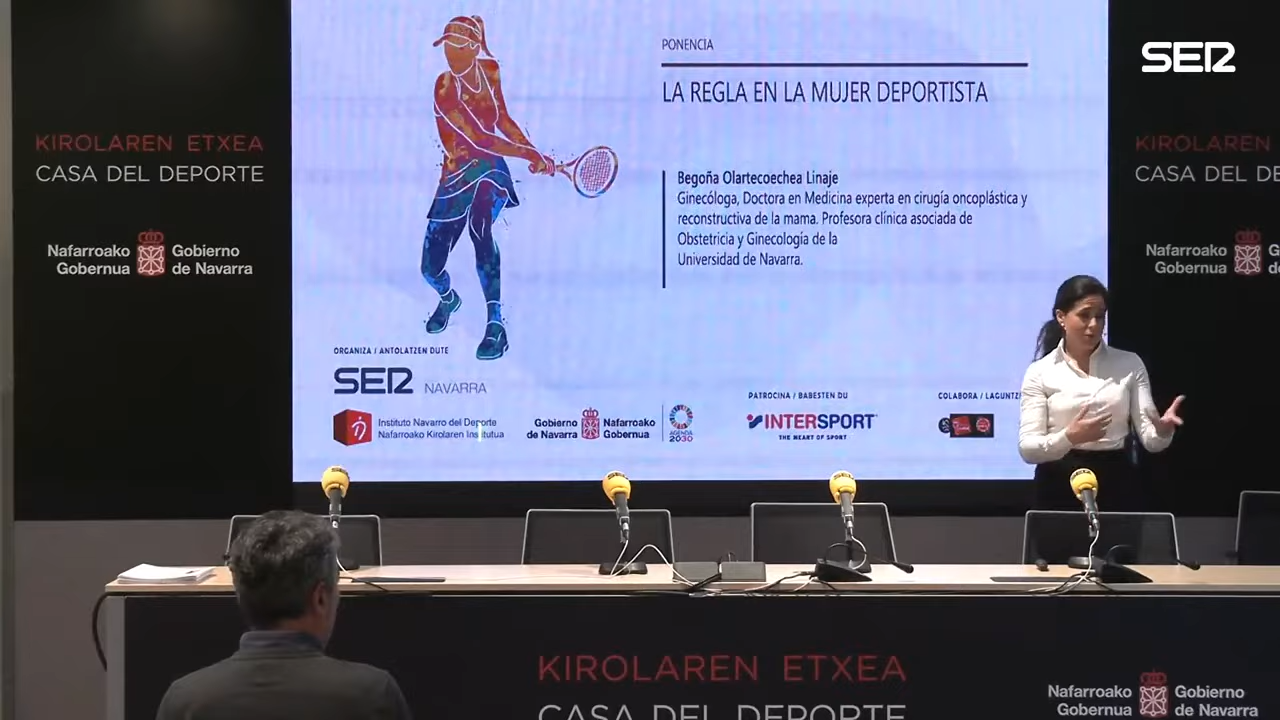 SER
PONENCIA
LA REGLA EN LA MUJER DEPORTISTA
Begoña Olartecoechea Linaje
Ginecóloga, Doctora en Medicina experta en cirugía oncoplástica y
reconstructiva de la mama. Profesora clínica asociada de
Obstetricia y Ginecología de la
Universidad de Navarra.
ORGANIZA / ANTOLATZEN DUTE
SER NAVARRA
Instituto Navarro del Deporte
Nafarroako Kirolaren Institutua
Gobierno de Navarra
Nafarroako Gobernua
AGENDA 2030
PATROCINA / BABESTEN DU
INTERSPORT
THE HEART OF SPORT
COLABORA / LAGUNTZ
KIROLAREN ETXEA
CASA DEL DEPORTE
Nafarroako Gobernua
Gobierno de Navarra
KIROLAREN
CASA DEL DE
Nafarroako Gobernua
G
d
KIROLAREN ETXEA
CASA DEL DEPORTE
Nafarroako Gobernua
Gobierno de Navarra